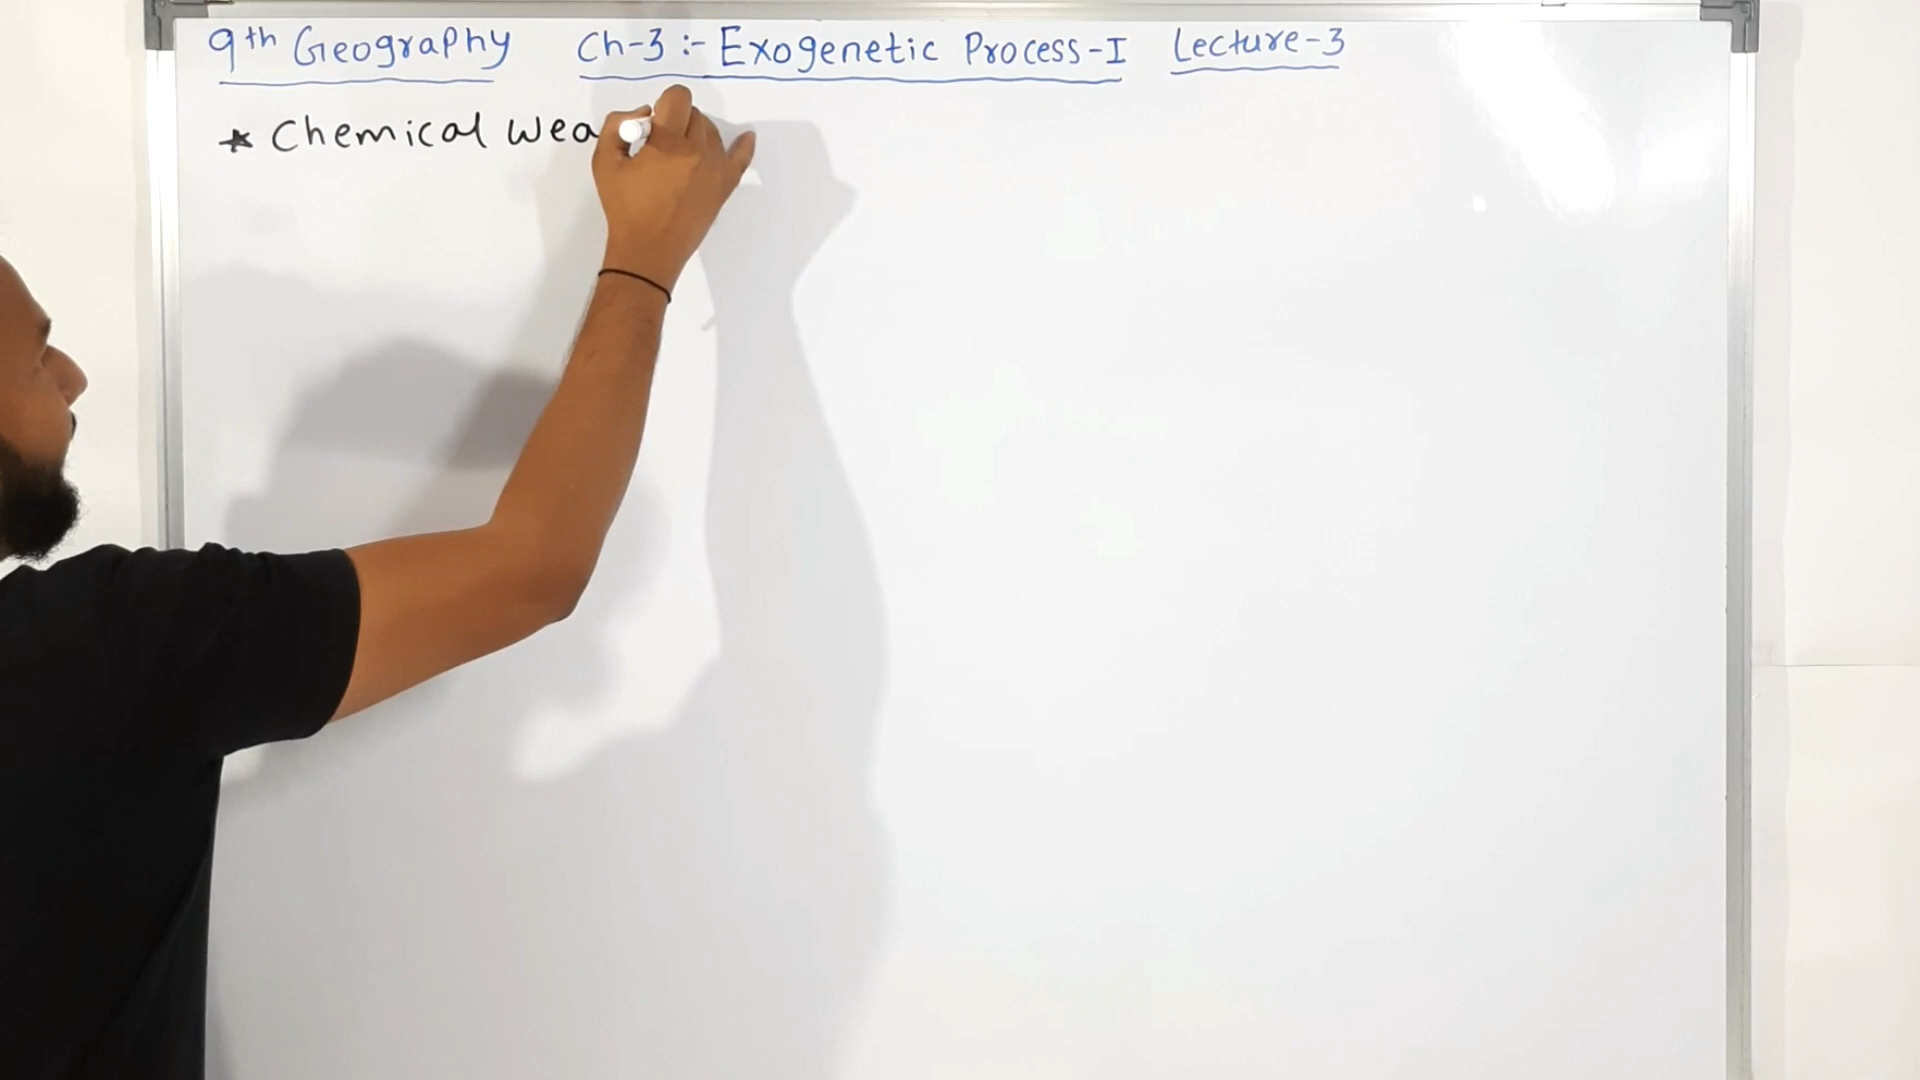 9th Geography Ch-3 :- Exogenetic Process-I Lecture-3
* Chemical Wea